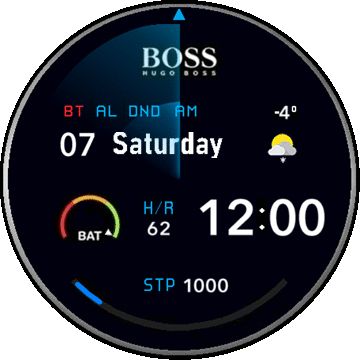 BOSS
HUGO BOSS
BT AL DND AM -4°
07 Saturday
H/R
BAT 62 12:00
STP 1000